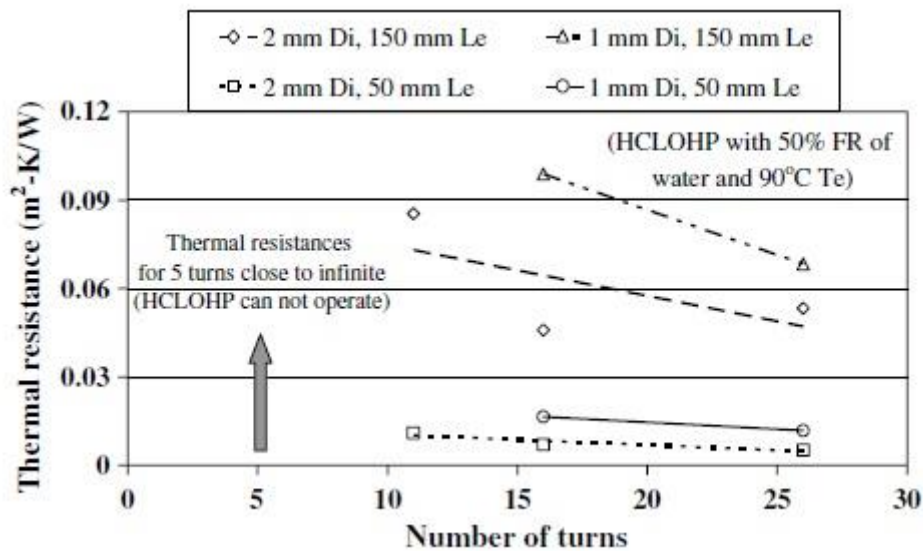 2 mm Di, 150 mm Le
1 mm Di, 150 mm Le
2 mm Di, 50 mm Le
1 mm Di, 50 mm Le
Thermal resistance (m²-K/W)
0.12
0.09
0.06
0.03
0
(HCLOHP with 50% FR of
water and 90°C Te)
Thermal resistances
for 5 turns close to infinite
(HCLOHP can not operate)
0 5 10 15 20 25 30
Number of turns